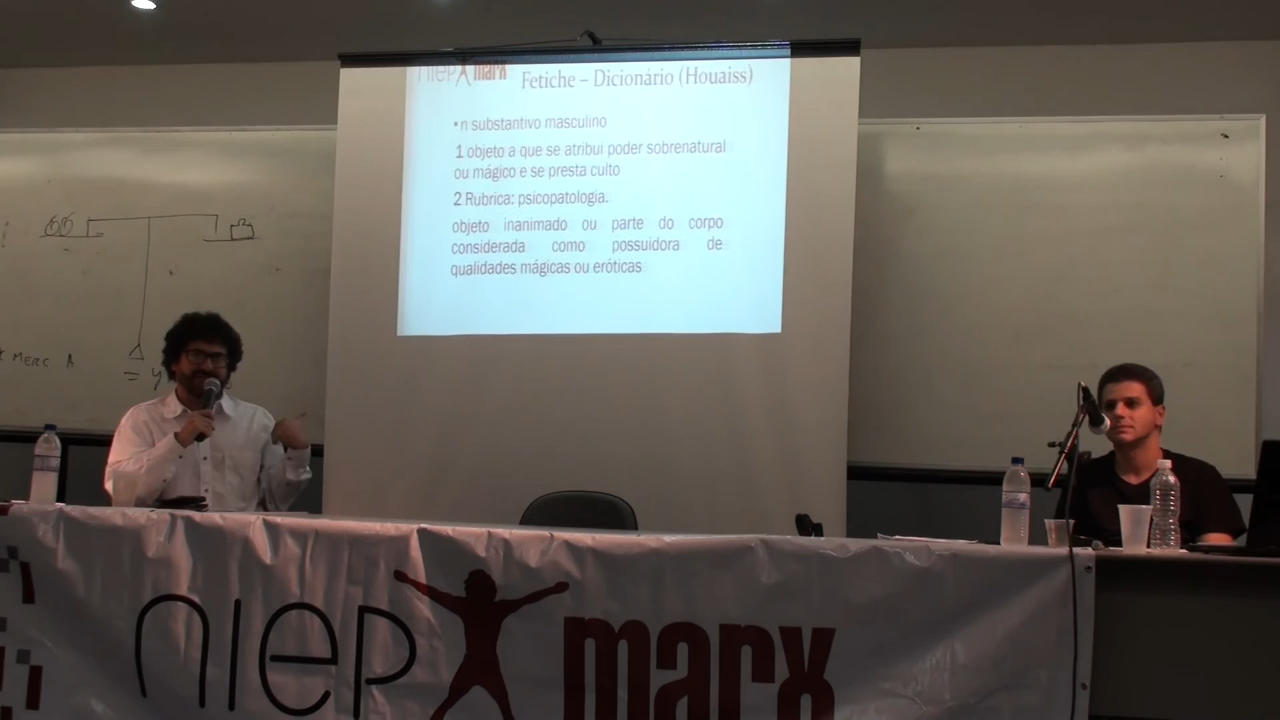 niep marx
Fetiche – Dicionário (Houaiss)
• n substantivo masculino
1 objeto a que se atribui poder sobrenatural
ou mágico e se presta culto
2 Rubrica: psicopatologia.
objeto inanimado ou parte do corpo
considerada como possuidora de
qualidades mágicas ou eróticas
MERC A
= y
niep marx